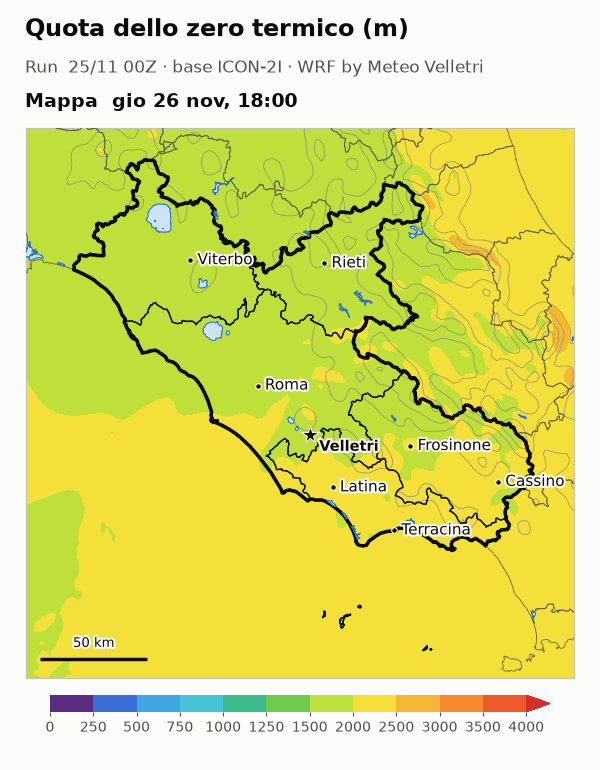 Quota dello zero termico (m)
Run 25/11 00Z · base ICON-2I · WRF by Meteo Velletri
Mappa gio 26 nov, 18:00
Viterbo
Rieti
Roma
Velletri
Frosinone
Latina
Cassino
Terracina
50 km
0 250 500 750 1000 1250 1500 2000 2500 3000 3500 4000